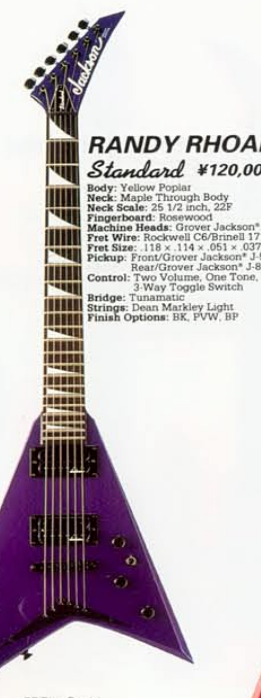 Jackson
RANDY RHOA
Standard ¥120,00
Body: Yellow Poplar
Neck: Maple Through Body
Neck Scale: 25 1/2 inch, 22F
Fingerboard: Rosewood
Machine Heads: Grover Jackson®
Fret Wire: Rockwell C6/Brinell 17
Fret Size: .118 × .114 × .051 × .037
Pickup: Front/Grover Jackson® J-
Rear/Grover Jackson® J-8
Control: Two Volume, One Tone,
3-Way Toggle Switch
Bridge: Tunamatic
Strings: Dean Markley Light
Finish Options: BK, PVW, BP